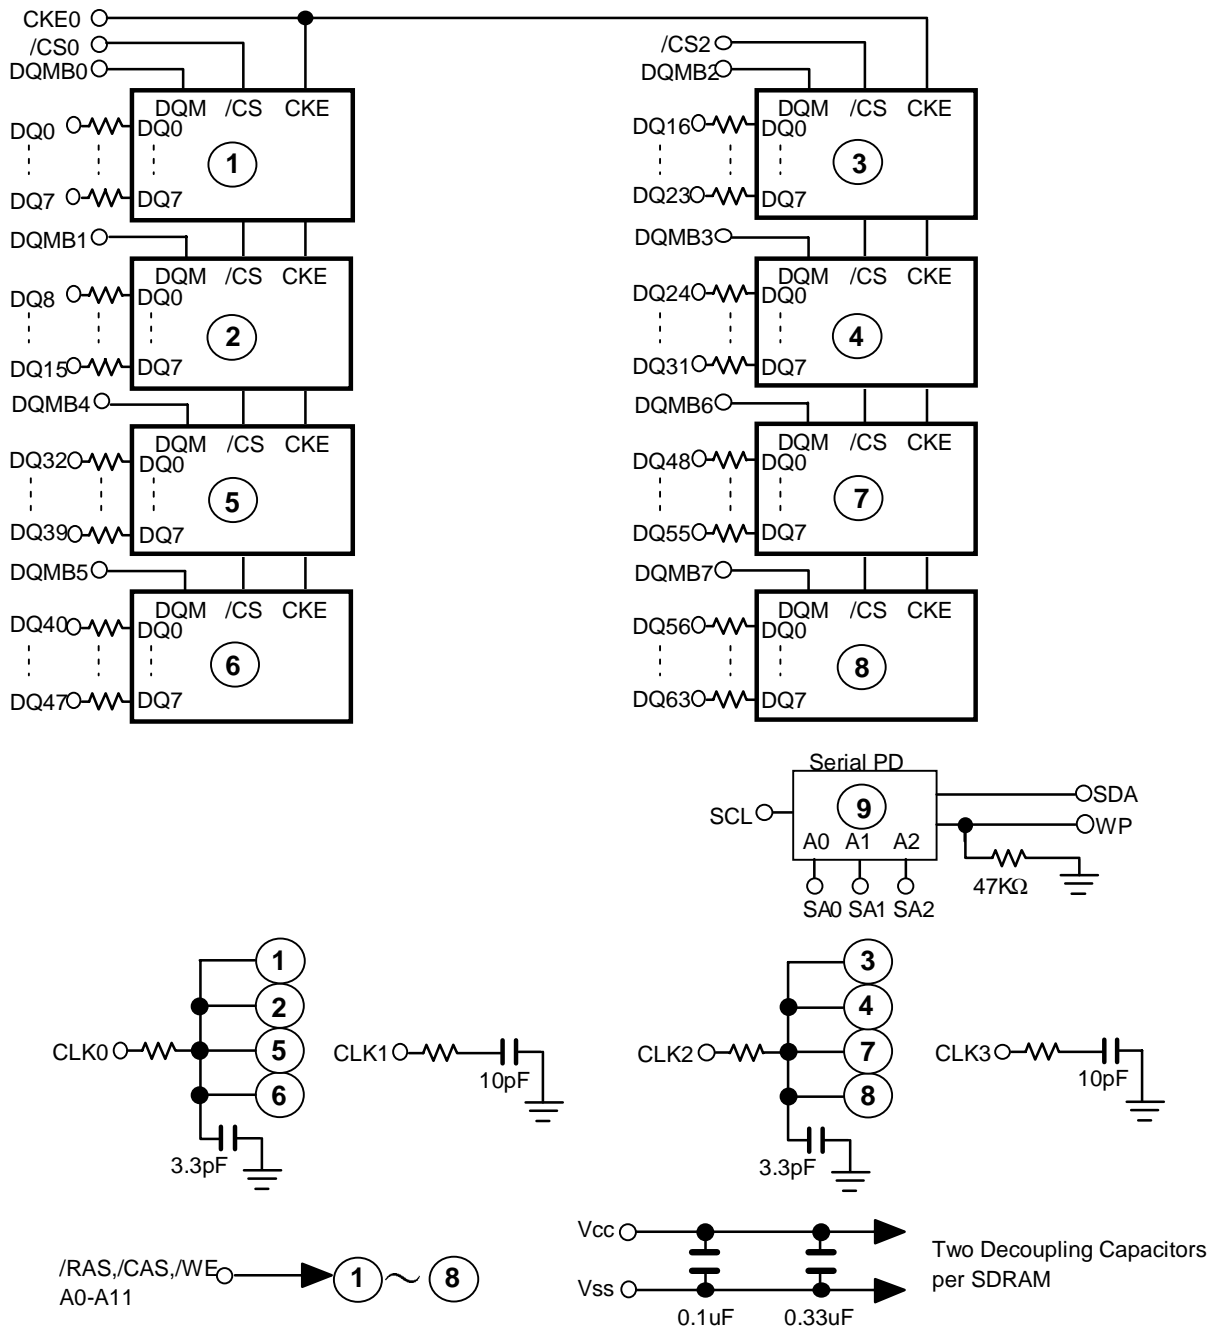 CKE0
/CS0
DQMB0
DQM /CS CKE
DQ0
DQ0
1
DQ7
DQ7
DQMB1
DQM /CS CKE
DQ8
DQ0
2
DQ15
DQ7
DQMB4
DQM /CS CKE
DQ32
DQ0
5
DQ39
DQ7
DQMB5
DQM /CS CKE
DQ40
DQ0
6
DQ47
DQ7
/CS2
DQMB2
DQM /CS CKE
DQ16
DQ0
3
DQ23
DQ7
DQMB3
DQM /CS CKE
DQ24
DQ0
4
DQ31
DQ7
DQMB6
DQM /CS CKE
DQ48
DQ0
7
DQ55
DQ7
DQMB7
DQM /CS CKE
DQ56
DQ0
8
DQ63
DQ7
Serial PD
SCL
9
SDA
WP
A0 A1 A2
47KΩ
SA0 SA1 SA2
1
2
CLK0
5
6
3.3pF
CLK1
10pF
3
4
CLK2
7
8
3.3pF
CLK3
10pF
/RAS,/CAS,/WE
A0-A11
1 ~ 8
Vcc
Vss
0.1uF 0.33uF
Two Decoupling Capacitors
per SDRAM